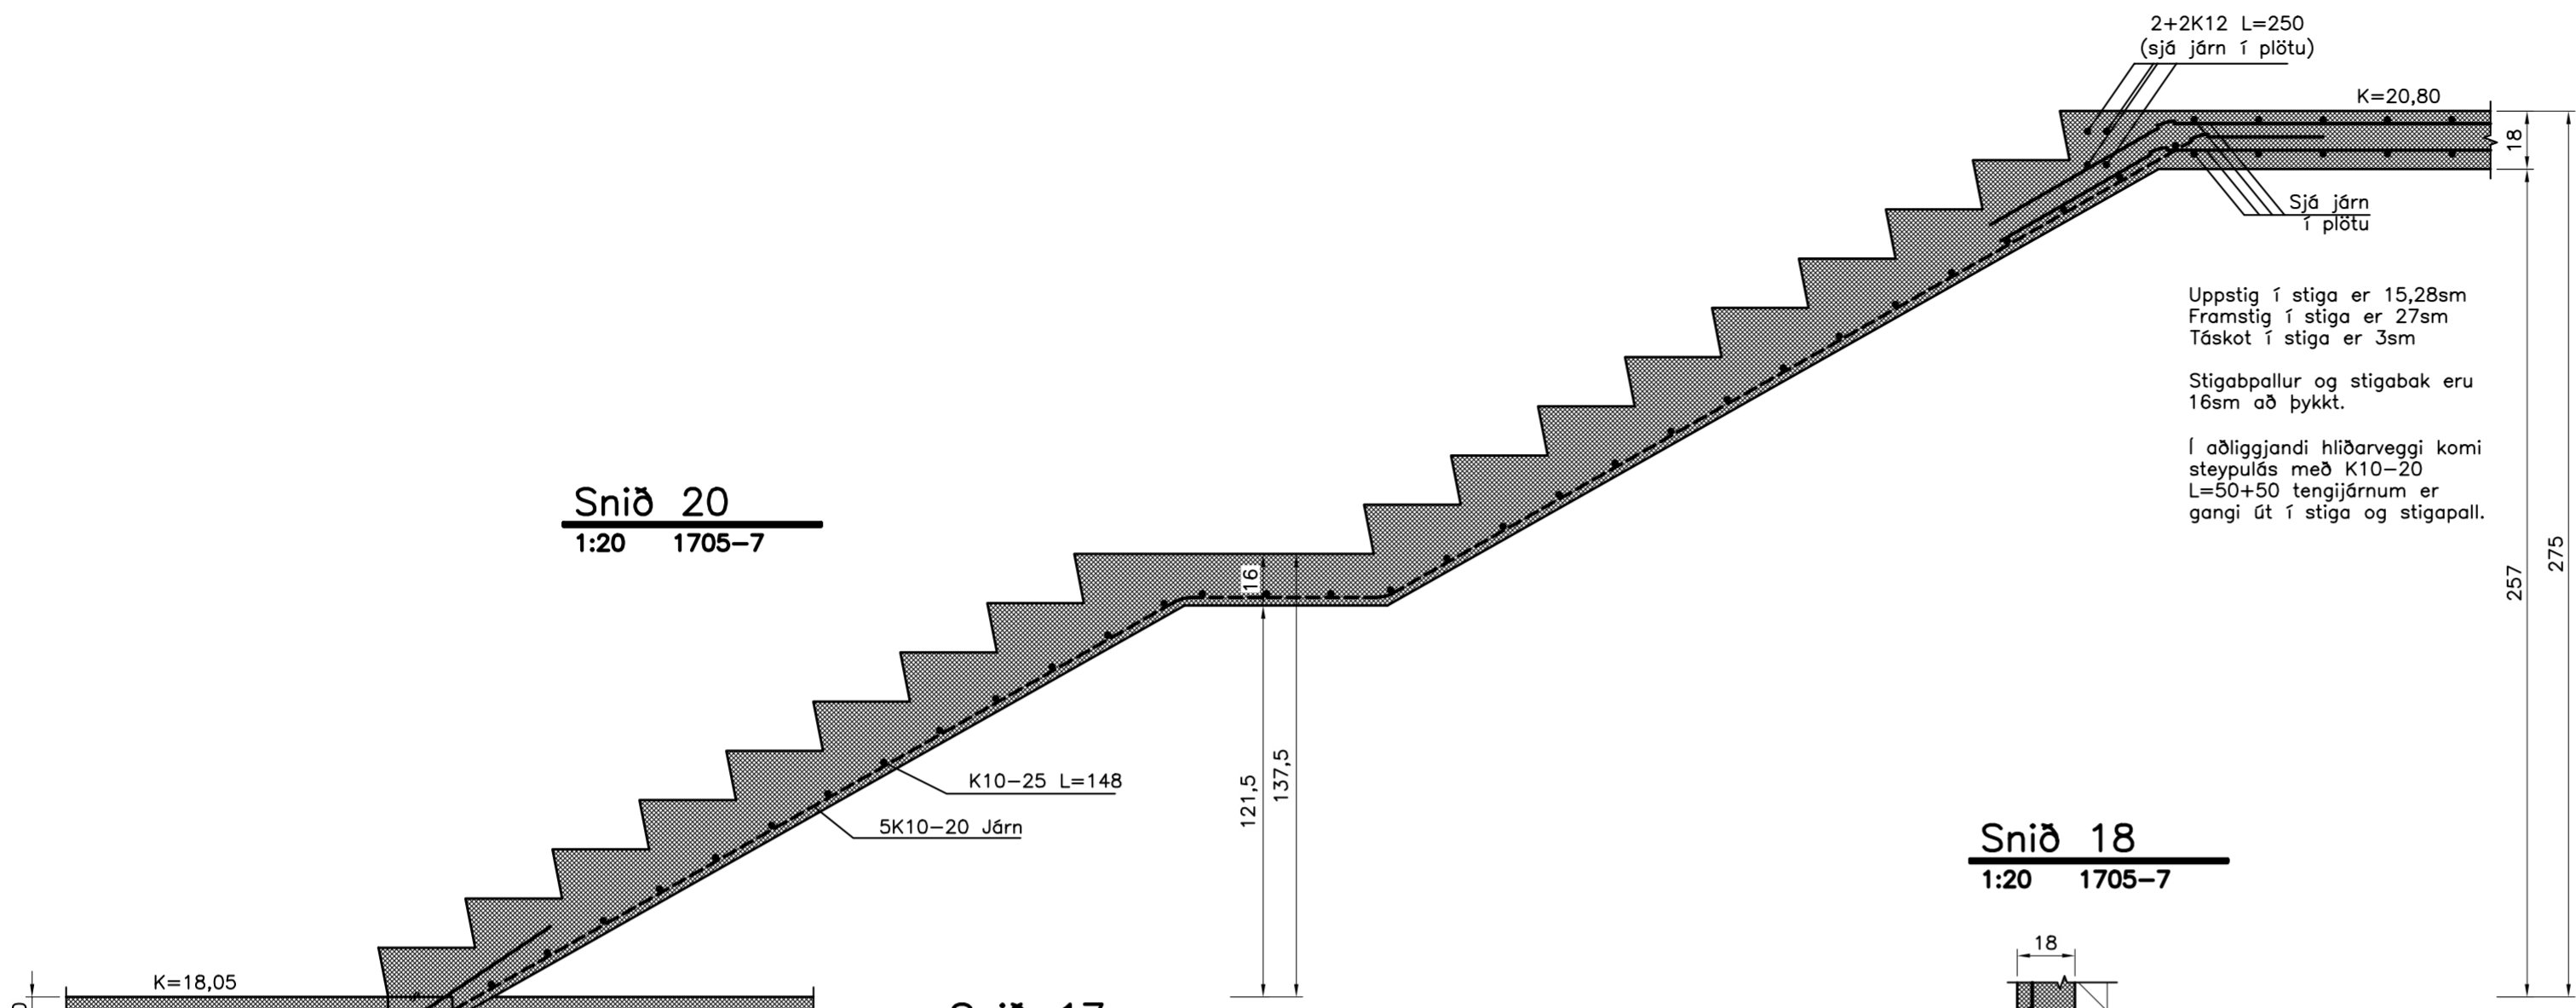 2+2K12 L=250
(sjá járn í plötu)
K=20,80
18
Sjá járn
í plötu
Uppstig í stiga er 15,28sm
Framstig í stiga er 27sm
Táskot í stiga er 3sm
Stigabpallur og stigabak eru
16sm að þykkt.
Í aðliggjandi hliðarveggi komi
steypulás með K10-20
L=50+50 tengijárnum er
gangi út í stiga og stigapall.
Snið 20
1:20 1705-7
16
257
275
K10-25 L=148
5K10-20 Járn
121,5
137,5
Snið 18
1:20 1705-7
18
K=18,05
Snið 17